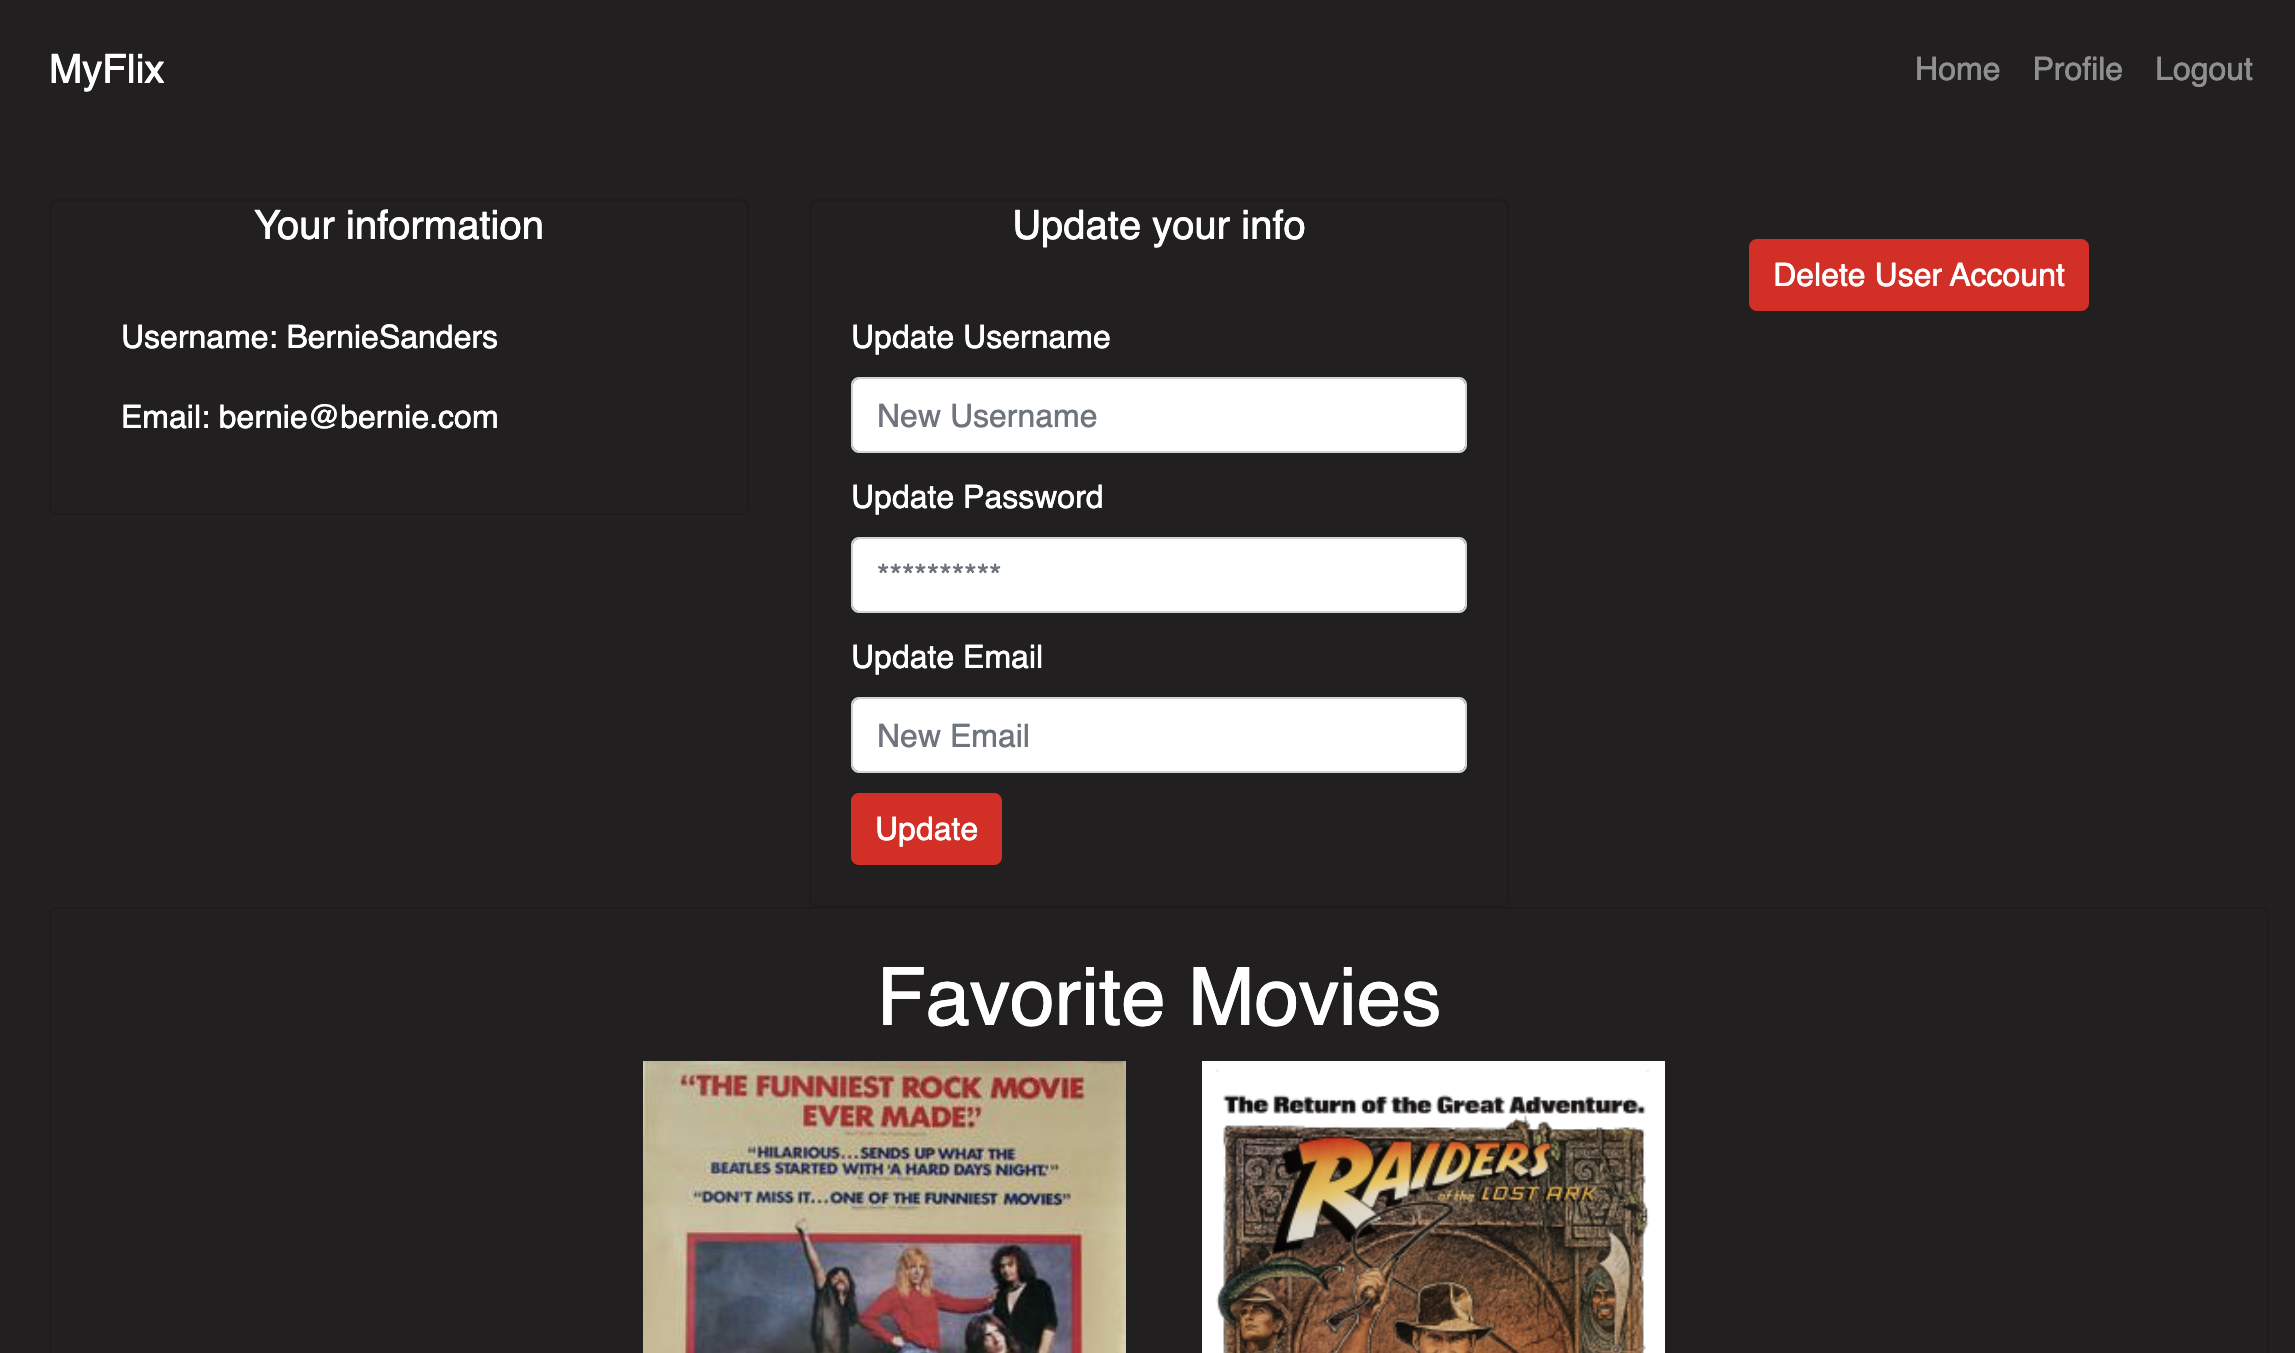 MyFlix
Home Profile Logout
Your information
Username: BernieSanders
Email: bernie@bernie.com
Update your info
Update Username
New Username
Update Password
**********
Update Email
New Email
Update
Delete User Account
Favorite Movies
“THE FUNNIEST ROCK MOVIE
EVER MADE.”
“HILARIOUS...SENDS UP WHAT THE
BEATLES STARTED WITH ‘A HARD DAYS NIGHT.’”
“DON’T MISS IT...ONE OF THE FUNNIEST MOVIES”
The Return of the Great Adventure.
RAIDERS
of the LOST ARK